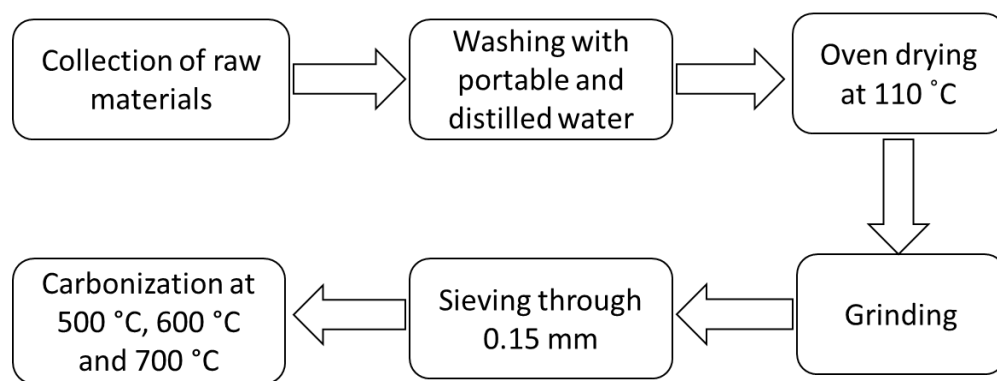 Collection of raw
materials
Washing with
portable and
distilled water
Oven drying
at 110 ˚C
Grinding
Sieving through
0.15 mm
Carbonization at
500 °C, 600 °C
and 700 °C